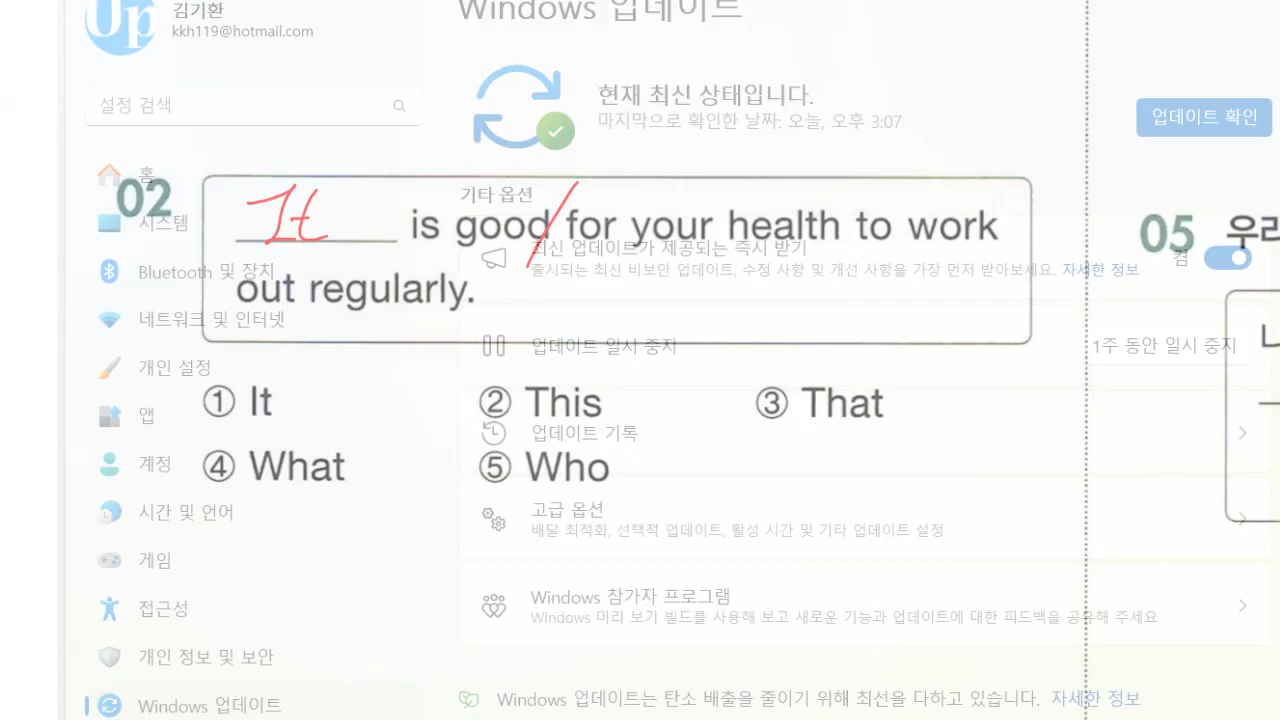 김기환
kkh119@hotmail.com
설정 검색
홈
시스템
Bluetooth 및 장치
네트워크 및 인터넷
개인 설정
앱
계정
시간 및 언어
게임
접근성
개인 정보 및 보안
Windows 업데이트
Windows 업데이트
현재 최신 상태입니다.
마지막으로 확인한 날짜: 오늘, 오후 3:07
업데이트 확인
기타 옵션
최신 업데이트가 제공되는 즉시 받기
출시되는 최신 비보안 업데이트, 수정 사항 및 개선 사항을 가장 먼저 받아보세요. 자세한 정보
켬
업데이트 일시 중지
1주 동안 일시 중지
업데이트 기록
고급 옵션
배달 최적화, 선택적 업데이트, 활성 시간 및 기타 업데이트 설정
Windows 참가자 프로그램
Windows 미리 보기 빌드를 사용해 보고 새로운 기능과 업데이트에 대한 피드백을 공유해 주세요
Windows 업데이트는 탄소 배출을 줄이기 위해 최선을 다하고 있습니다. 자세한 정보
02
It is good / for your health to work
out regularly.
① It ② This ③ That
④ What ⑤ Who
05